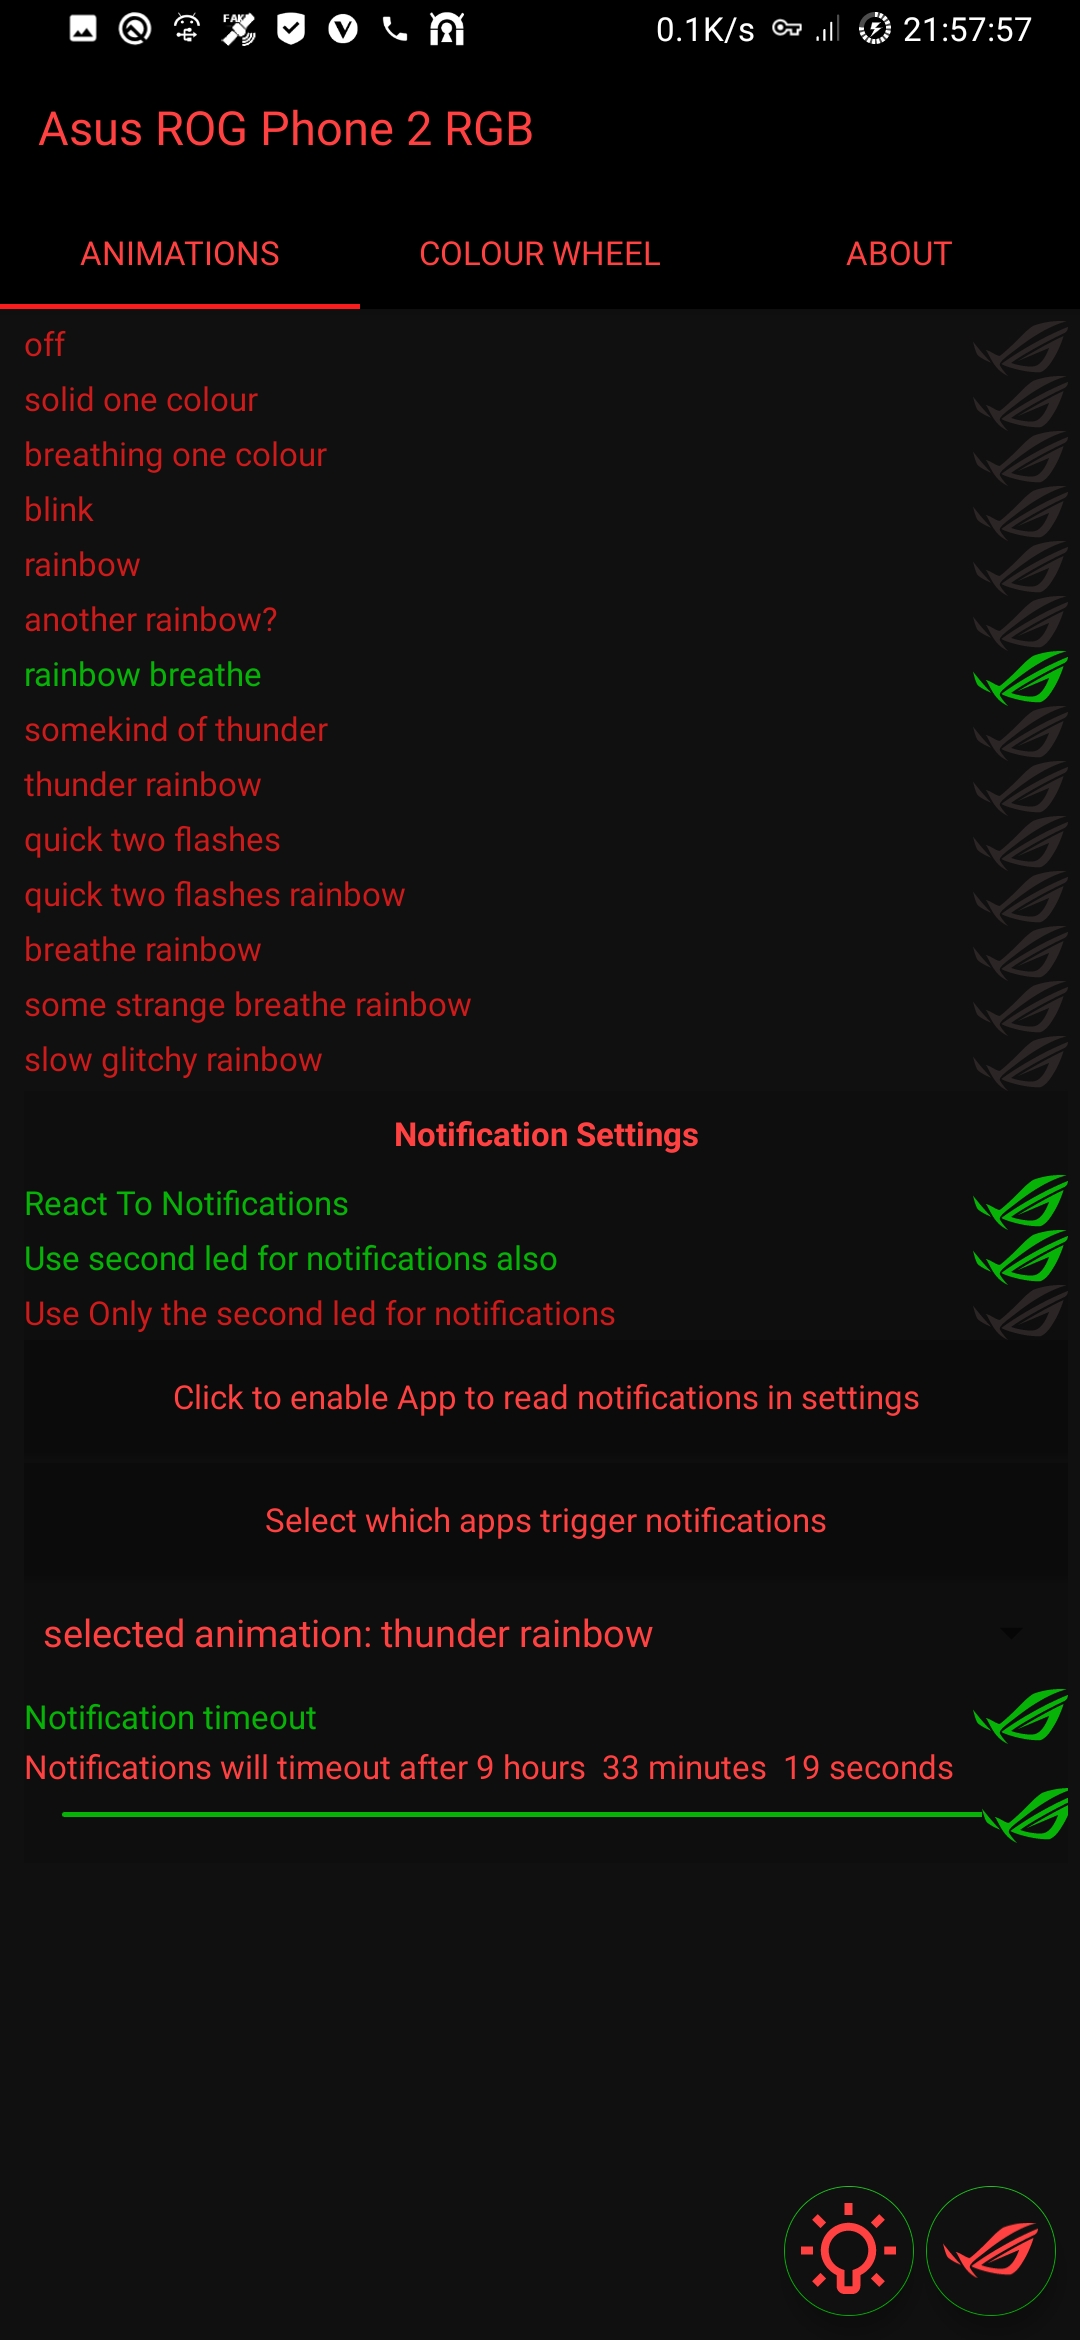 FAKE
0.1K/s
21:57:57
Asus ROG Phone 2 RGB
ANIMATIONS
COLOUR WHEEL
ABOUT
off
solid one colour
breathing one colour
blink
rainbow
another rainbow?
rainbow breathe
somekind of thunder
thunder rainbow
quick two flashes
quick two flashes rainbow
breathe rainbow
some strange breathe rainbow
slow glitchy rainbow
Notification Settings
React To Notifications
Use second led for notifications also
Use Only the second led for notifications
Click to enable App to read notifications in settings
Select which apps trigger notifications
selected animation: thunder rainbow
Notification timeout
Notifications will timeout after 9 hours  33 minutes  19 seconds